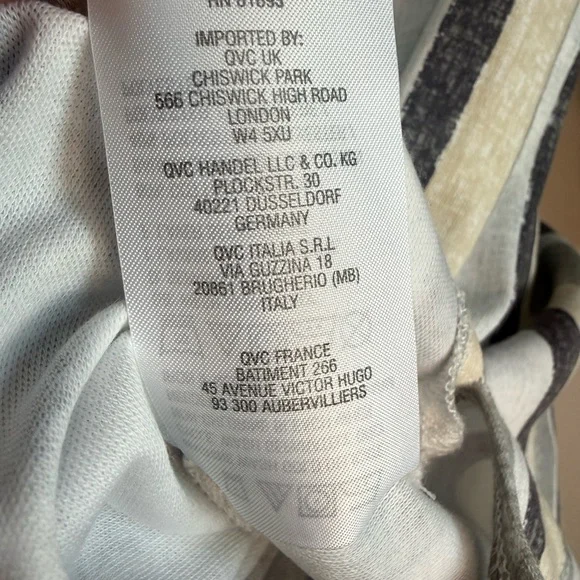 RN 81893
IMPORTED BY:
QVC UK
CHISWICK PARK
566 CHISWICK HIGH ROAD
LONDON
W4 5XU
QVC HANDEL LLC & CO. KG
PLOCKSTR. 30
40221 DUSSELDORF
GERMANY
QVC ITALIA S.R.L
VIA GUZZINA 18
20861 BRUGHERIO (MB)
ITALY
QVC FRANCE
BATIMENT 266
45 AVENUE VICTOR HUGO
93 300 AUBERVILLIERS